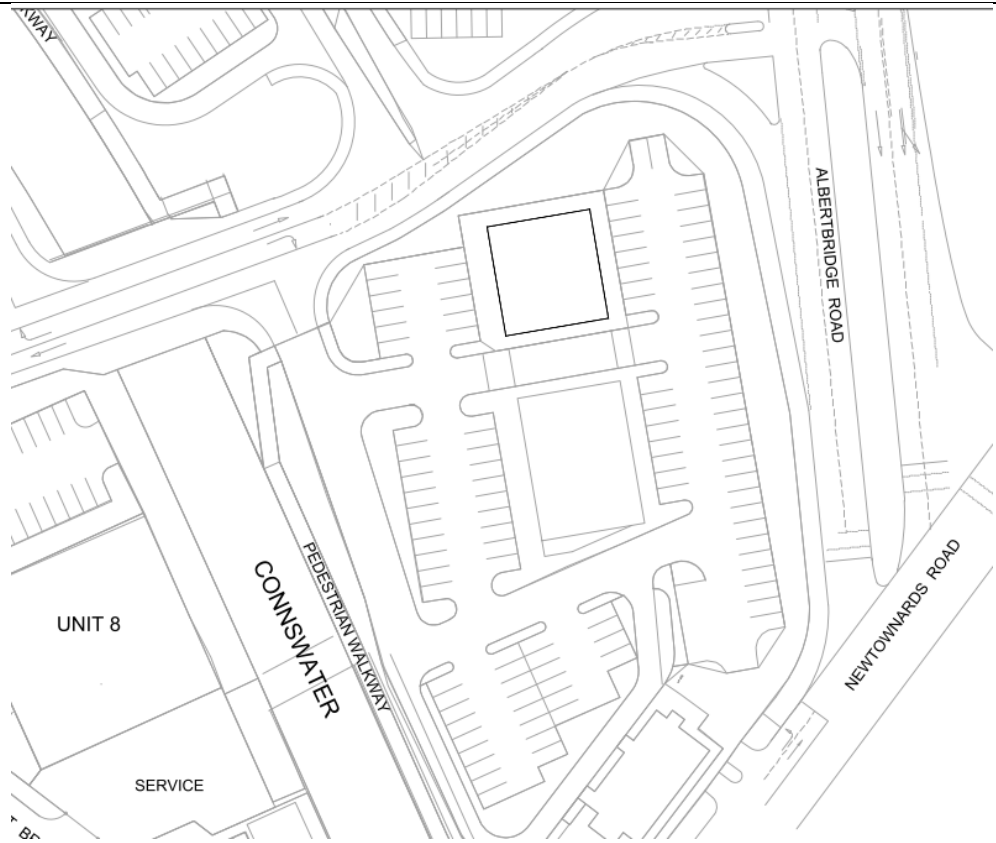 ALBERTBRIDGE ROAD
PEDESTRIAN WALKWAY
CONNSWATER
NEWTOWNARDS ROAD
UNIT 8
SERVICE